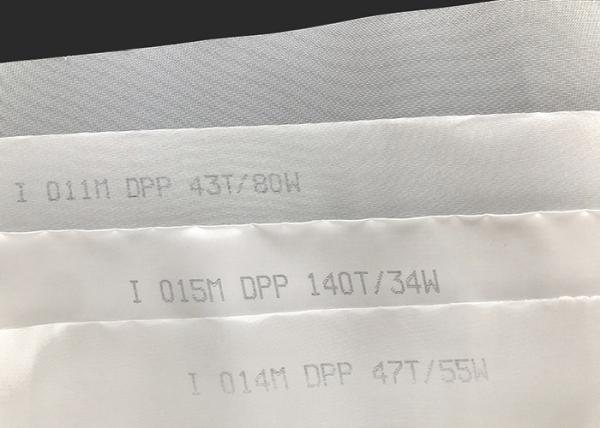 I 011M DPP 43T/80W
I 015M DPP 140T/34W
I 014M DPP 47T/55W